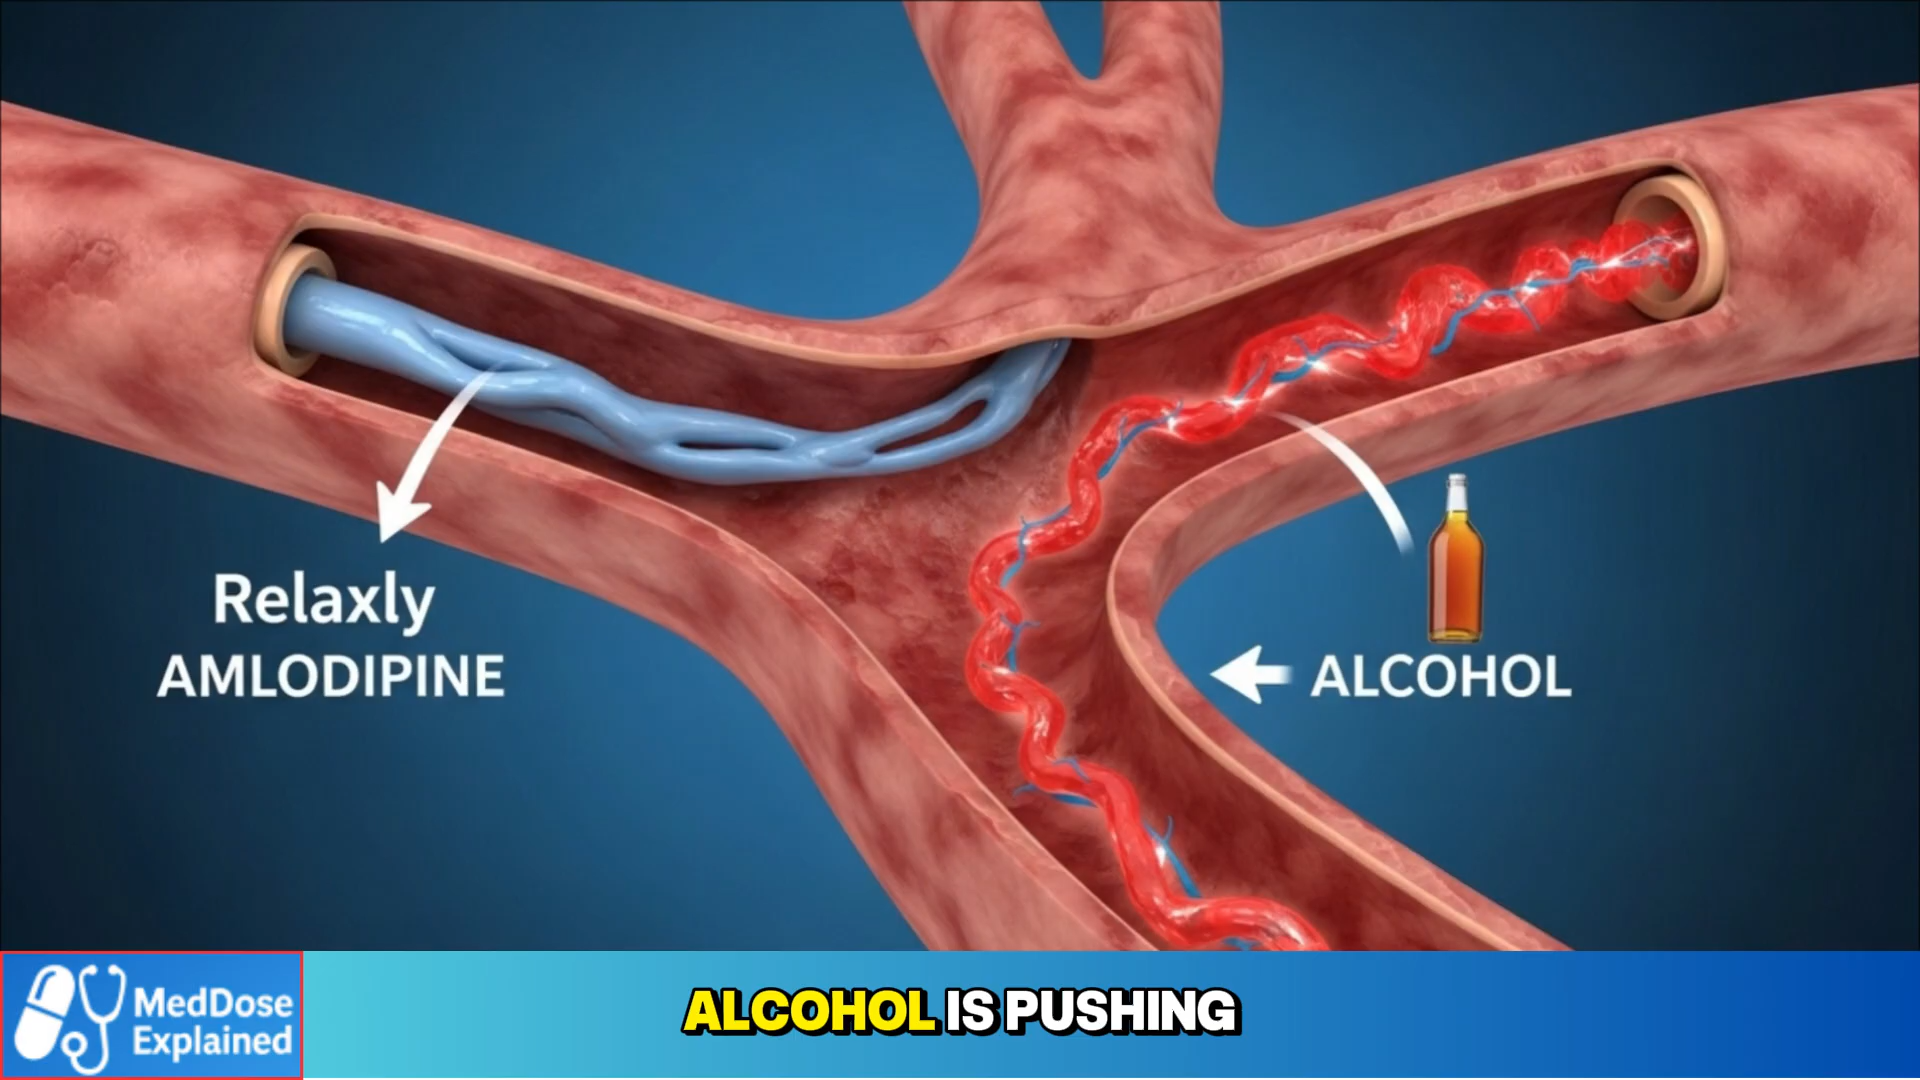 Relaxly
AMLODIPINE
ALCOHOL
MedDose
Explained
ALCOHOL IS PUSHING